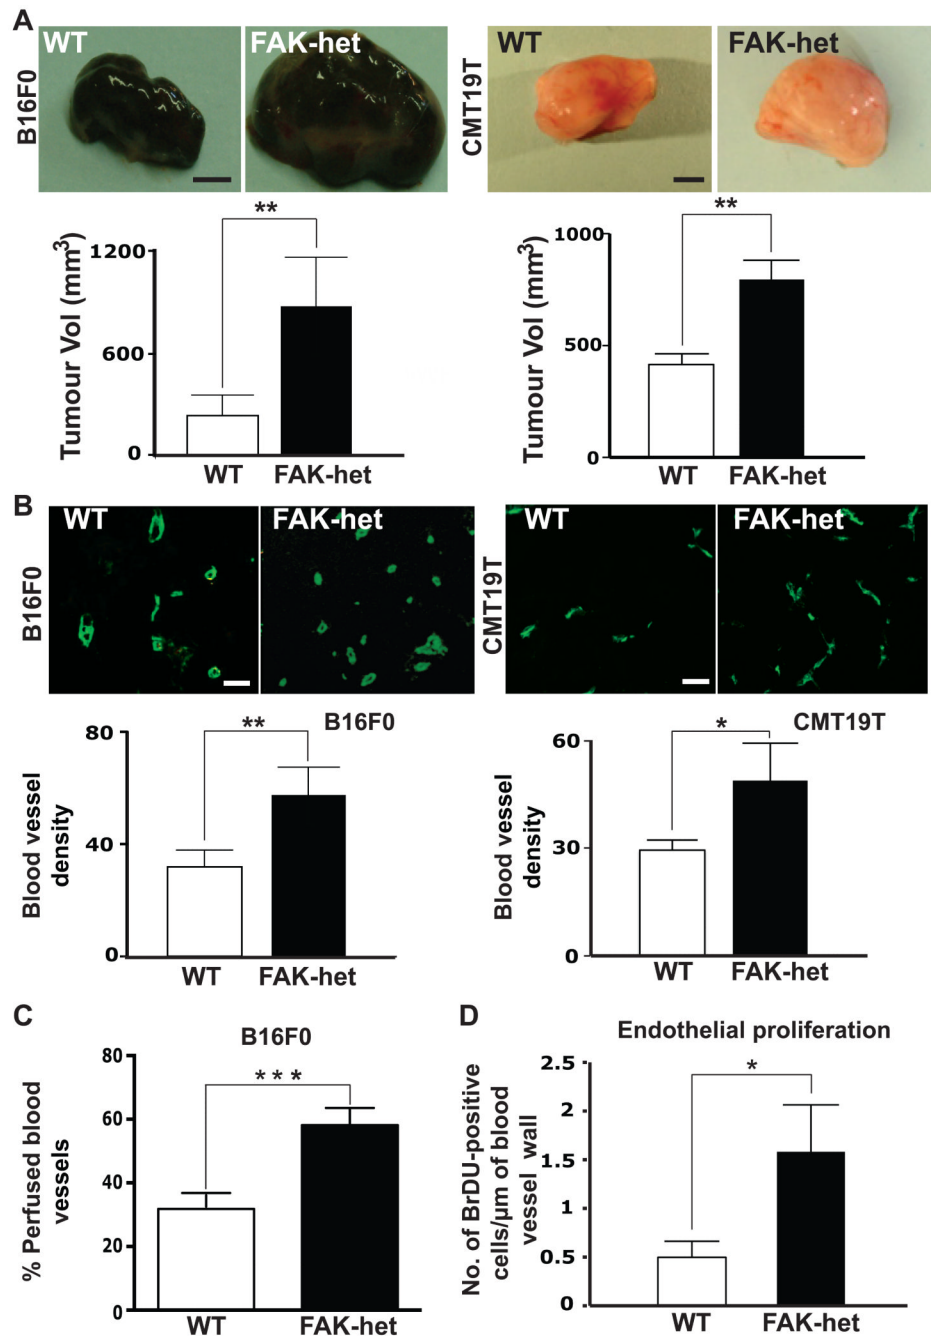 A
WT
FAK-het
B16F0
WT
FAK-het
CMT19T
**
Tumour Vol (mm3)
1200
600
0
WT
FAK-het
**
Tumour Vol (mm3)
1000
500
0
WT
FAK-het
B
WT
FAK-het
B16F0
WT
FAK-het
CMT19T
B16F0
**
Blood vessel
density
80
40
0
WT
FAK-het
CMT19T
*
Blood vessel
density
60
30
0
WT
FAK-het
C
B16F0
***
% Perfused blood
vessels
80
60
40
20
0
WT
FAK-het
D
Endothelial proliferation
*
No. of BrDU-positive
cells/µm of blood
vessel wall
2.5
2
1.5
1
0.5
0
WT
FAK-het